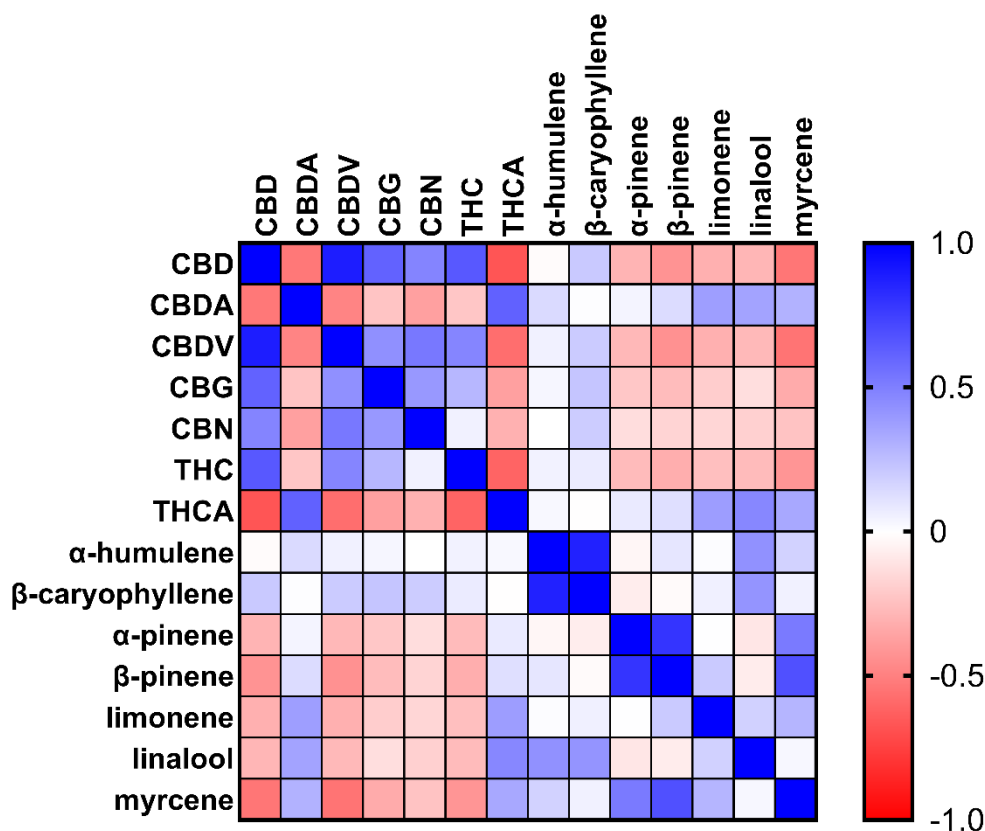 CBD
CBDA
CBDV
CBG
CBN
THC
THCA
α-humulene
β-caryophyllene
α-pinene
β-pinene
limonene
linalool
myrcene
CBD
CBDA
CBDV
CBG
CBN
THC
THCA
α-humulene
β-caryophyllene
α-pinene
β-pinene
limonene
linalool
myrcene
1.0
0.5
0
-0.5
-1.0